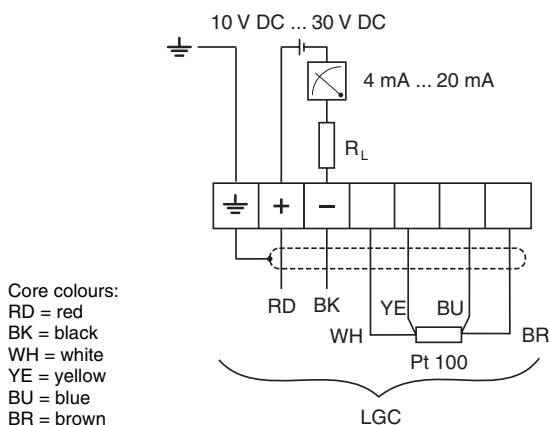 10 V DC ... 30 V DC
4 mA ... 20 mA
RL
+
−
RD BK YE BU
WH BR
Pt 100
LGC
Core colours:
RD = red
BK = black
WH = white
YE = yellow
BU = blue
BR = brown